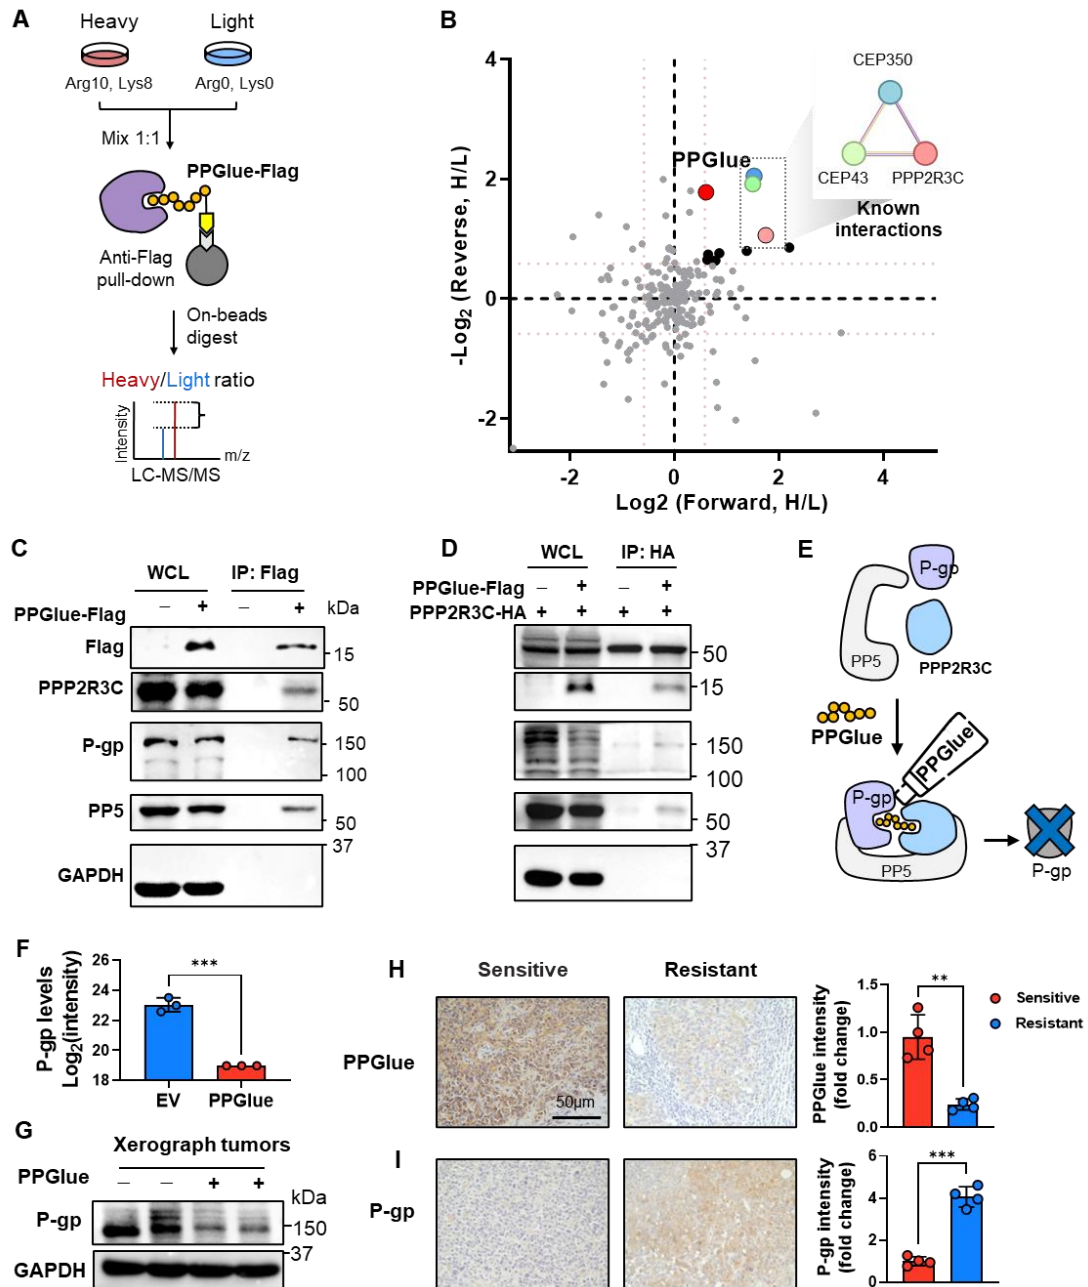 A
Heavy
Light
Arg10, Lys8
Arg0, Lys0
Mix 1:1
PPGlue-Flag
Anti-Flag
pull-down
On-beads
digest
Heavy/Light ratio
Intensity
m/z
LC-MS/MS
B
4
2
0
-2
-Log2 (Reverse, H/L)
-2
0
2
4
Log2 (Forward, H/L)
PPGlue
CEP350
CEP43
PPP2R3C
Known
interactions
C
WCL
IP: Flag
PPGlue-Flag
–
+
–
+
kDa
Flag
15
PPP2R3C
50
P-gp
150
100
PP5
50
37
GAPDH
D
WCL
IP: HA
PPGlue-Flag
–
+
–
+
PPP2R3C-HA
+
+
+
+
50
15
150
100
50
37
E
P-gp
PP5
PPP2R3C
PPGlue
PPGlue
P-gp
PP5
P-gp
F
26
24
22
20
18
P-gp levels
Log2(intensity)
***
EV
PPGlue
G
Xerograph tumors
PPGlue
–
–
+
+
kDa
P-gp
150
37
GAPDH
H
Sensitive
Resistant
PPGlue
50μm
1.5
1.0
0.5
0.0
PPGlue intensity
(fold change)
**
Sensitive
Resistant
I
P-gp
6
4
2
0
P-gp intensity
(fold change)
***